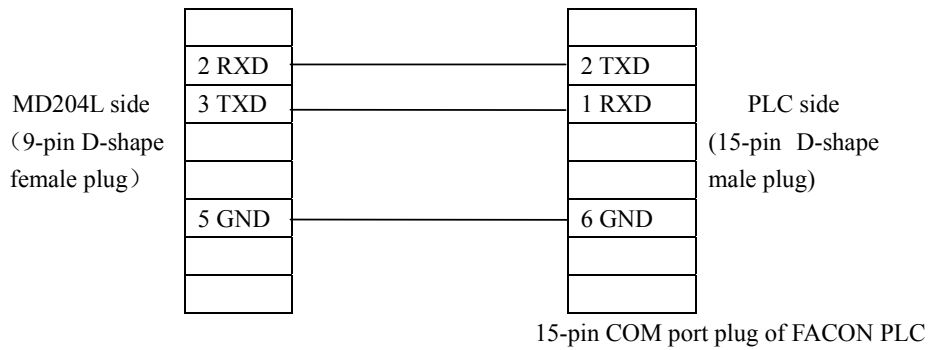 2 RXD 2 TXD
MD204L side 3 TXD 1 RXD PLC side
（9-pin D-shape (15-pin D-shape
female plug） male plug)
5 GND 6 GND
15-pin COM port plug of FACON PLC